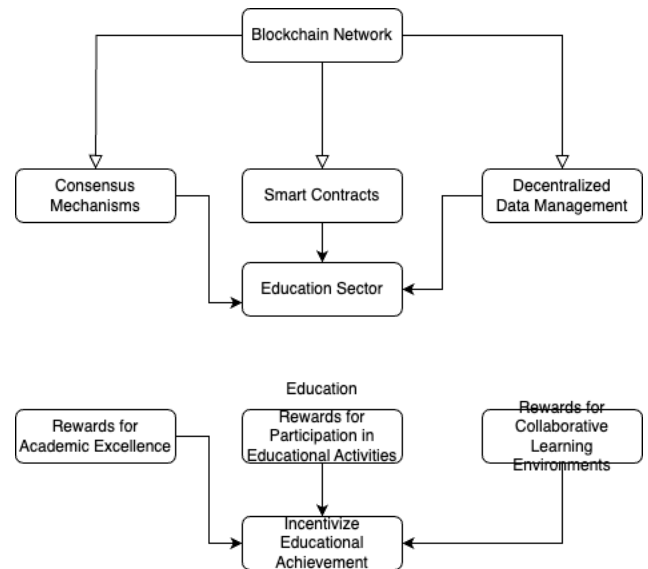 Blockchain Network
Consensus
Mechanisms
Smart Contracts
Decentralized
Data Management
Education Sector
Education
Rewards for
Academic Excellence
Rewards for
Participation in
Educational Activities
Rewards for
Collaborative
Learning
Environments
Incentivize
Educational
Achievement